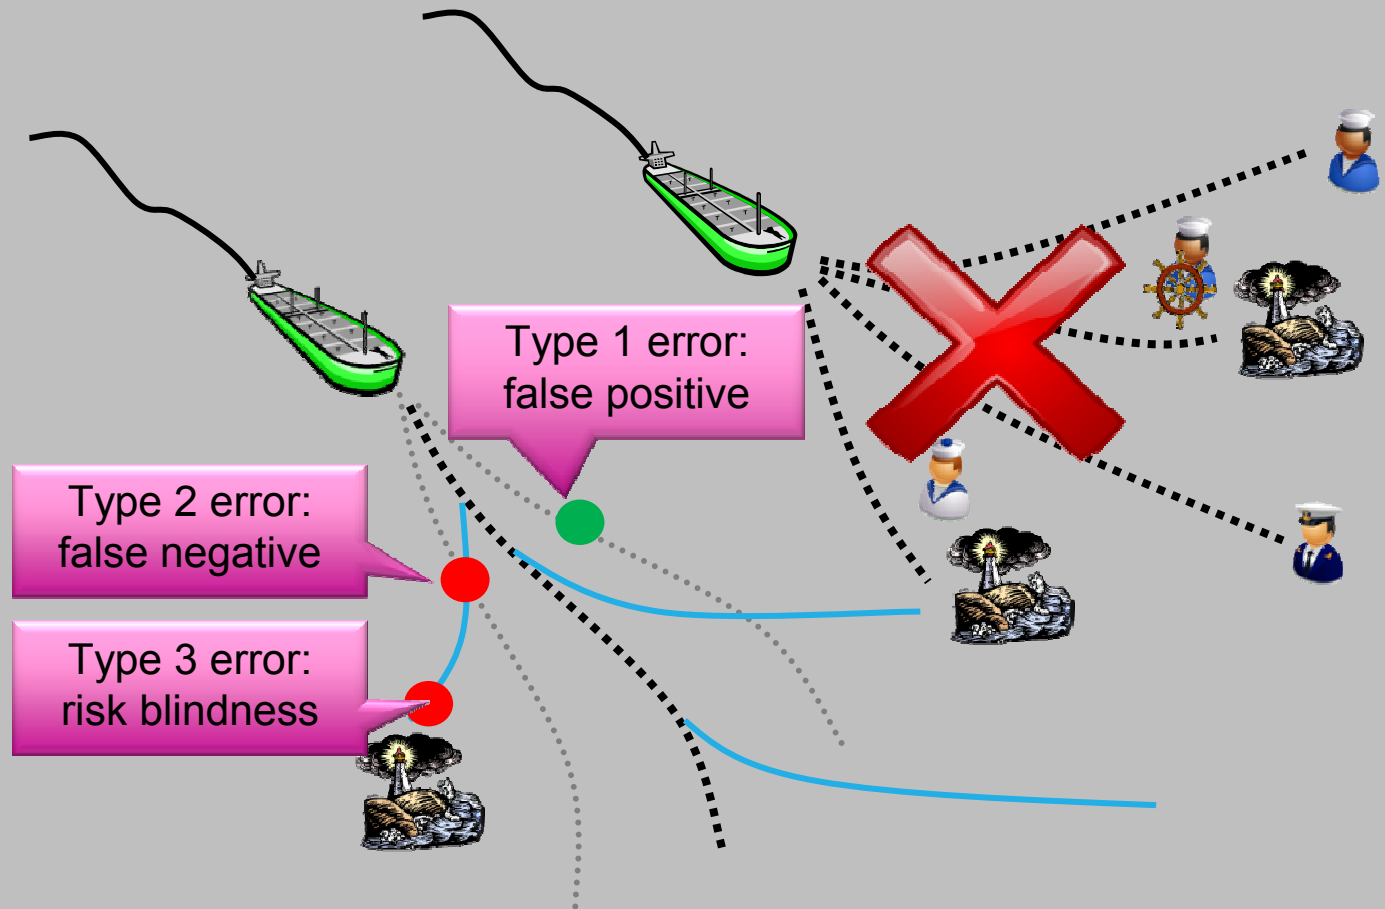 Type 1 error:
false positive
Type 2 error:
false negative
Type 3 error:
risk blindness